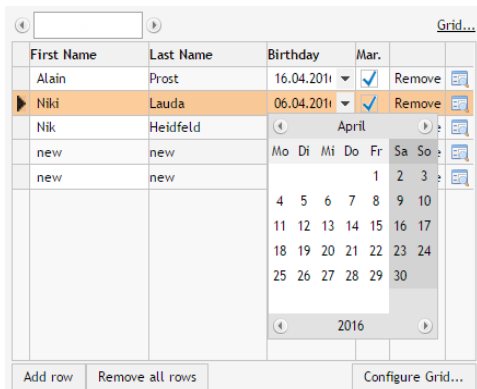 Grid...
First Name Last Name Birthday Mar.
Alain Prost 16.04.201 Remove
Niki Lauda 06.04.201 Remove
Nik Heidfeld
new new
new new
April
Mo Di Mi Do Fr Sa So
1 2 3
4 5 6 7 8 9 10
11 12 13 14 15 16 17
18 19 20 21 22 23 24
25 26 27 28 29 30
2016
Add row Remove all rows Configure Grid...